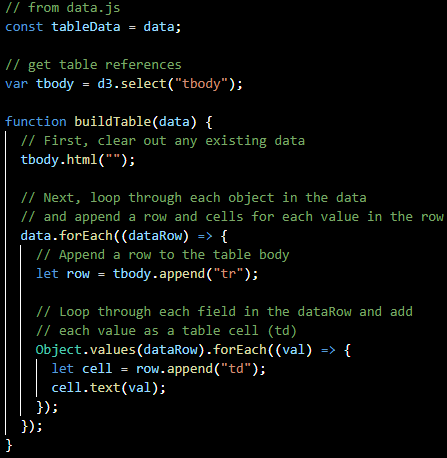 // from data.js
const tableData = data;

// get table references
var tbody = d3.select("tbody");

function buildTable(data) {
  // First, clear out any existing data
  tbody.html("");

  // Next, loop through each object in the data
  // and append a row and cells for each value in the row
  data.forEach((dataRow) => {
    // Append a row to the table body
    let row = tbody.append("tr");

    // Loop through each field in the dataRow and add
    // each value as a table cell (td)
    Object.values(dataRow).forEach((val) => {
      let cell = row.append("td");
      cell.text(val);
    });
  });
}